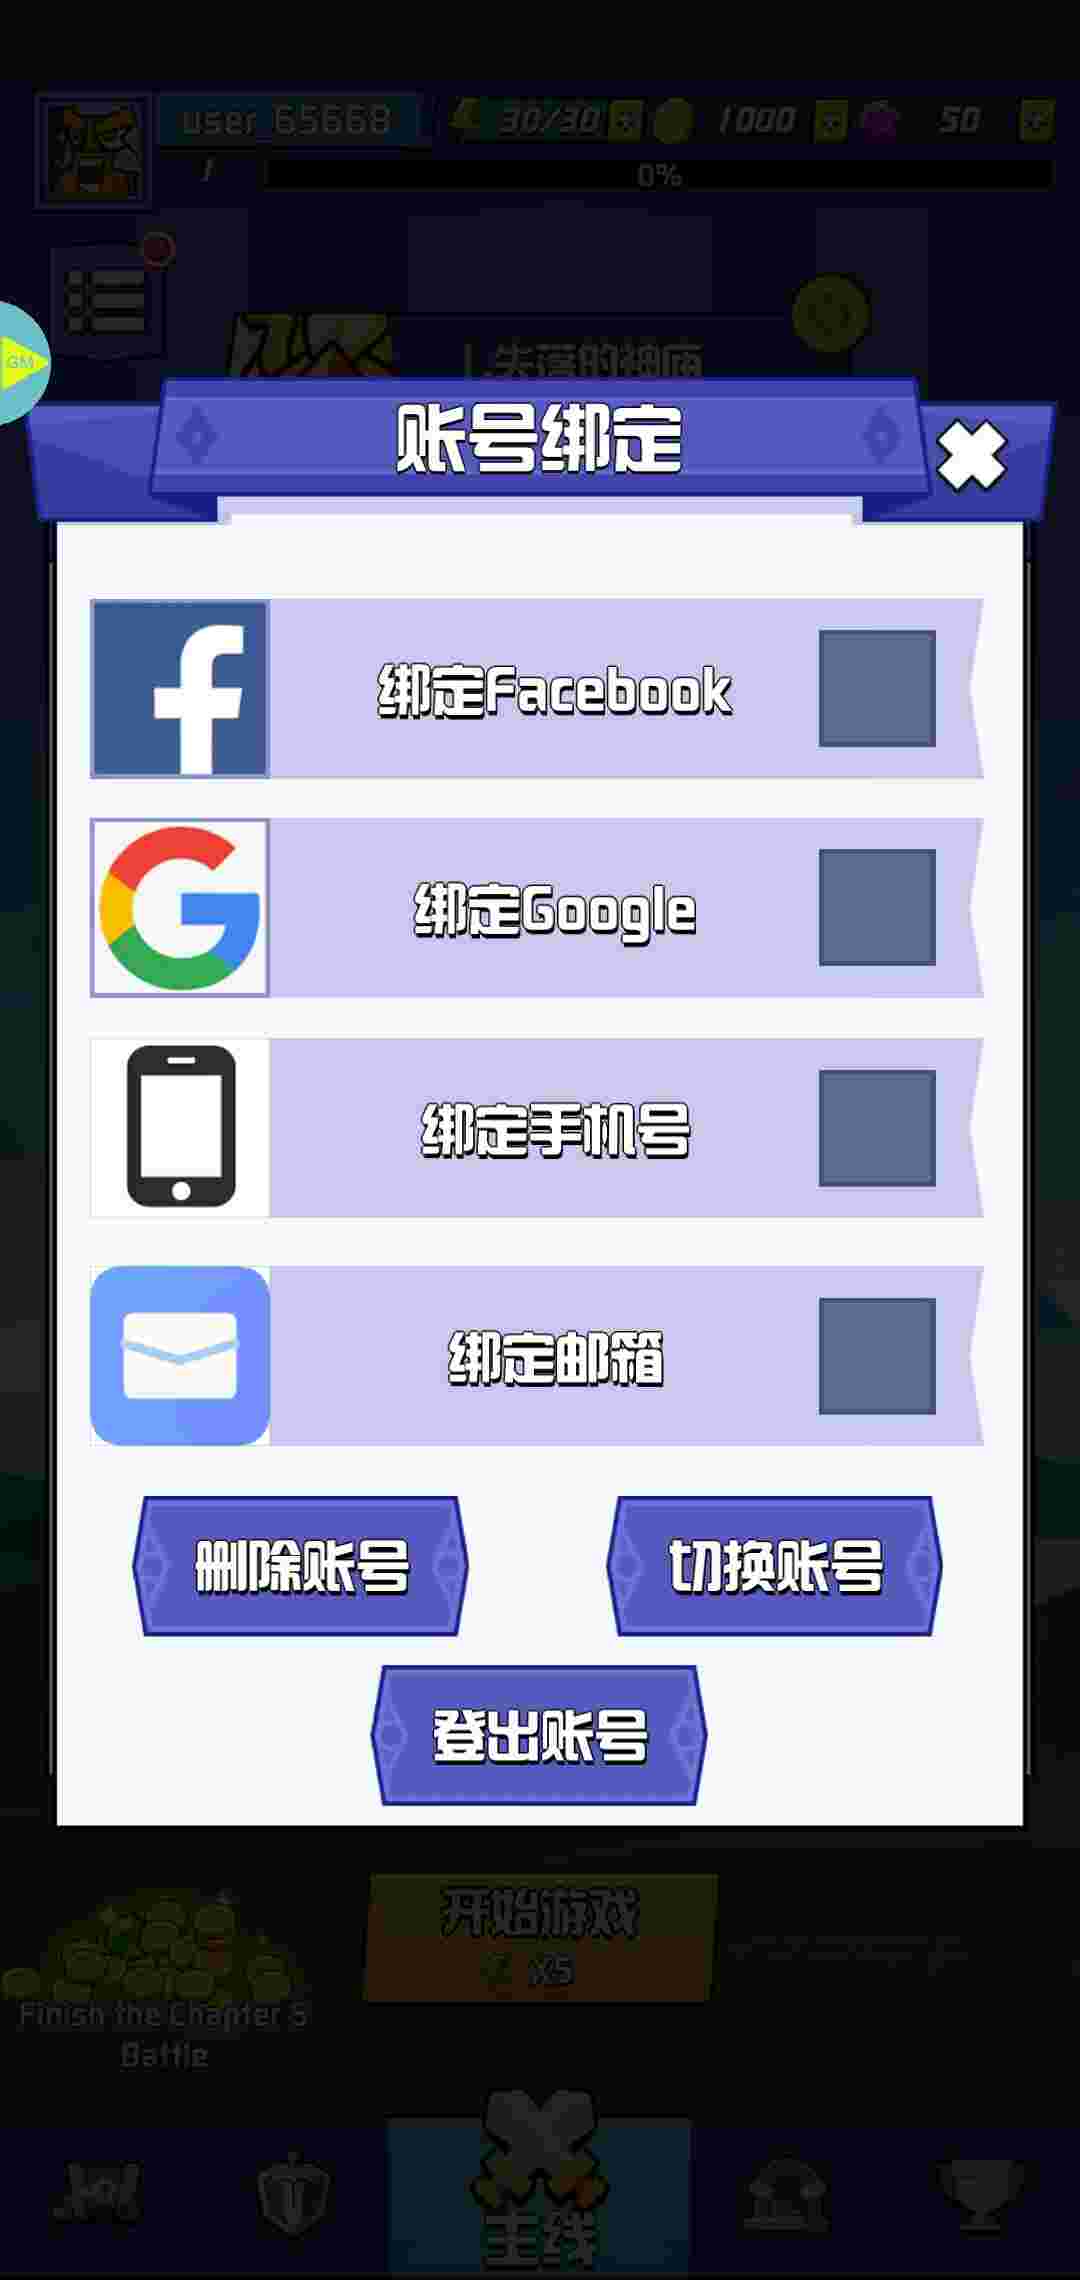 user_65668
30/30
1000
50
1
0%
GM
1.失落的神庙
账号绑定
绑定Facebook
绑定Google
绑定手机号
绑定邮箱
删除账号
切换账号
登出账号
开始游戏
x5
Finish the Chapter 5
Battle
主线